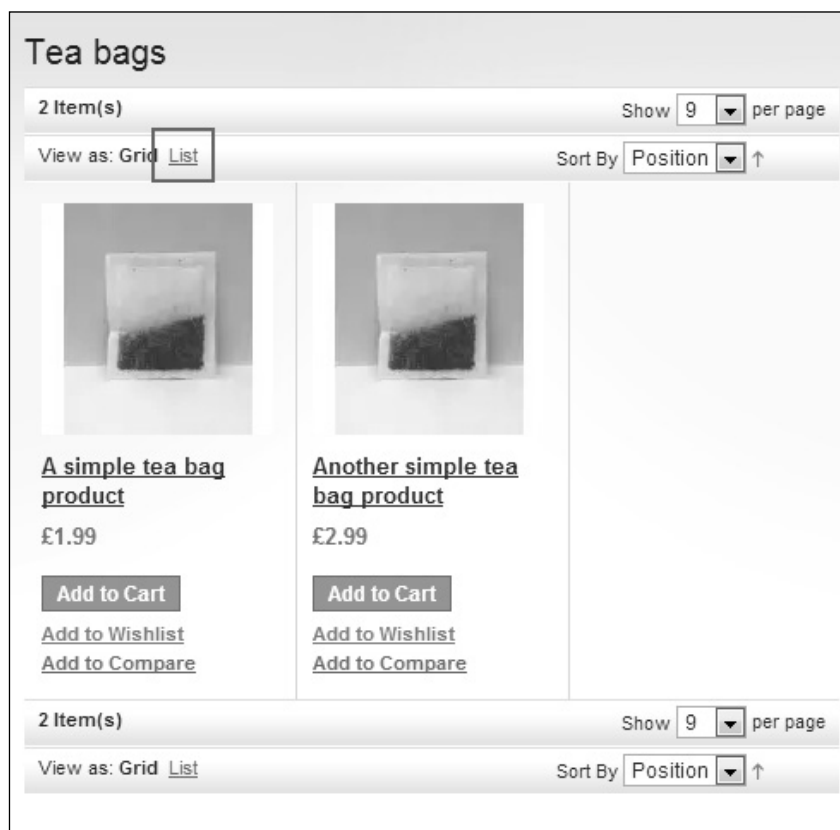 Tea bags
2 Item(s) Show 9 per page
View as: Grid List Sort By Position ↑
A simple tea bag
product
£1.99
Add to Cart
Add to Wishlist
Add to Compare
Another simple tea
bag product
£2.99
Add to Cart
Add to Wishlist
Add to Compare
2 Item(s) Show 9 per page
View as: Grid List Sort By Position ↑